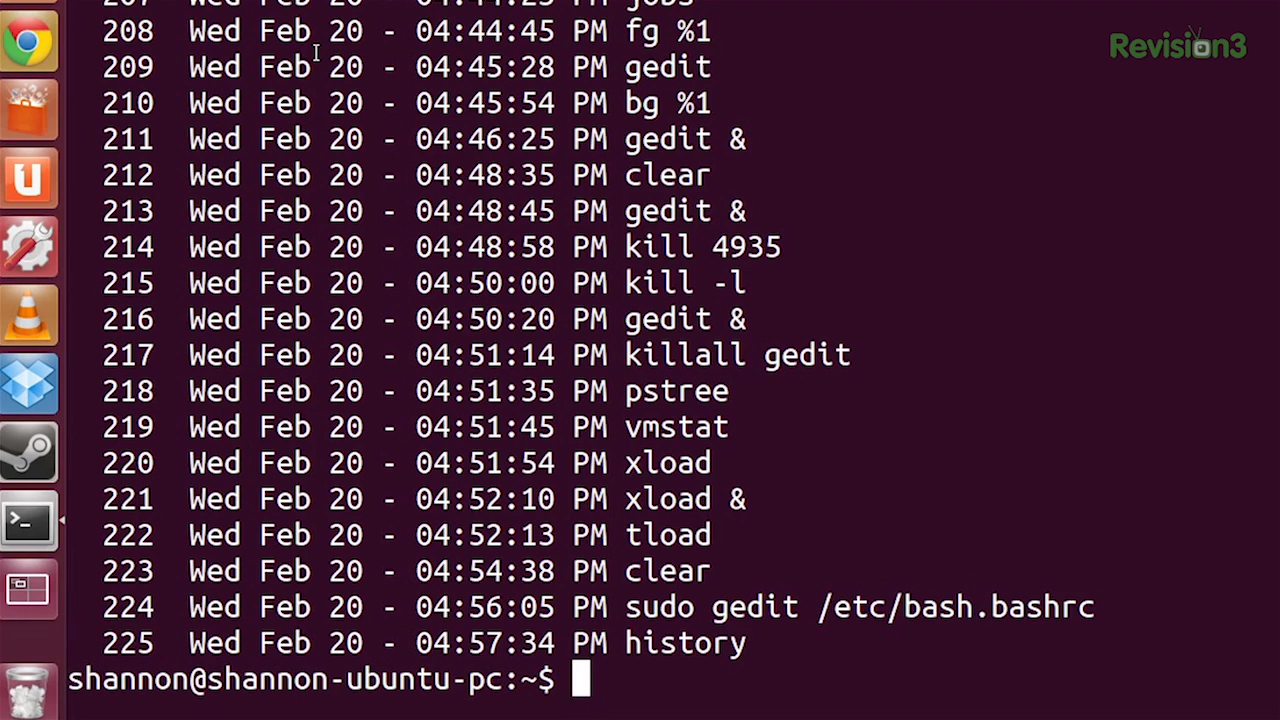 207 Wed Feb 20 - 04:44:25 PM jobs
Revision3
208 Wed Feb 20 - 04:44:45 PM fg %1
209 Wed Feb 20 - 04:45:28 PM gedit
210 Wed Feb 20 - 04:45:54 PM bg %1
211 Wed Feb 20 - 04:46:25 PM gedit &
212 Wed Feb 20 - 04:48:35 PM clear
213 Wed Feb 20 - 04:48:45 PM gedit &
214 Wed Feb 20 - 04:48:58 PM kill 4935
215 Wed Feb 20 - 04:50:00 PM kill -l
216 Wed Feb 20 - 04:50:20 PM gedit &
217 Wed Feb 20 - 04:51:14 PM killall gedit
218 Wed Feb 20 - 04:51:35 PM pstree
219 Wed Feb 20 - 04:51:45 PM vmstat
220 Wed Feb 20 - 04:51:54 PM xload
221 Wed Feb 20 - 04:52:10 PM xload &
222 Wed Feb 20 - 04:52:13 PM tload
223 Wed Feb 20 - 04:54:38 PM clear
224 Wed Feb 20 - 04:56:05 PM sudo gedit /etc/bash.bashrc
225 Wed Feb 20 - 04:57:34 PM history
shannon@shannon-ubuntu-pc:~$